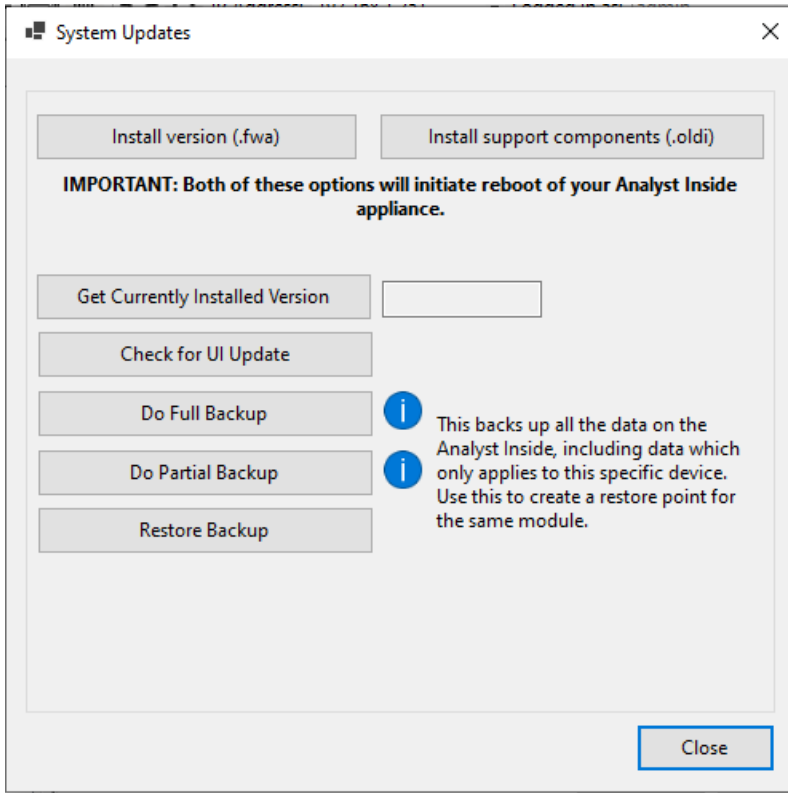 System Updates
Install version (.fwa)
Install support components (.oldi)
IMPORTANT: Both of these options will initiate reboot of your Analyst Inside
appliance.
Get Currently Installed Version
Check for UI Update
Do Full Backup
Do Partial Backup
Restore Backup
This backs up all the data on the
Analyst Inside, including data which
only applies to this specific device.
Use this to create a restore point for
the same module.
Close